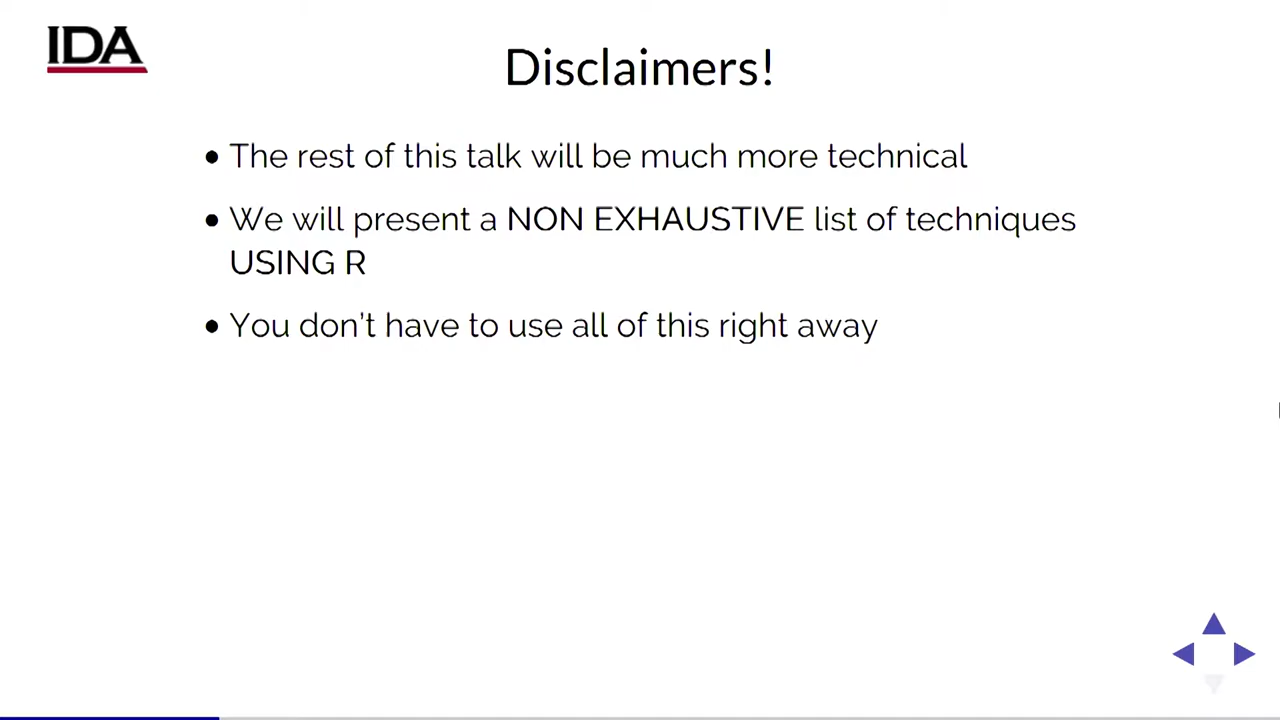 IDA
Disclaimers!
• The rest of this talk will be much more technical
• We will present a NON EXHAUSTIVE list of techniques
USING R
• You don't have to use all of this right away